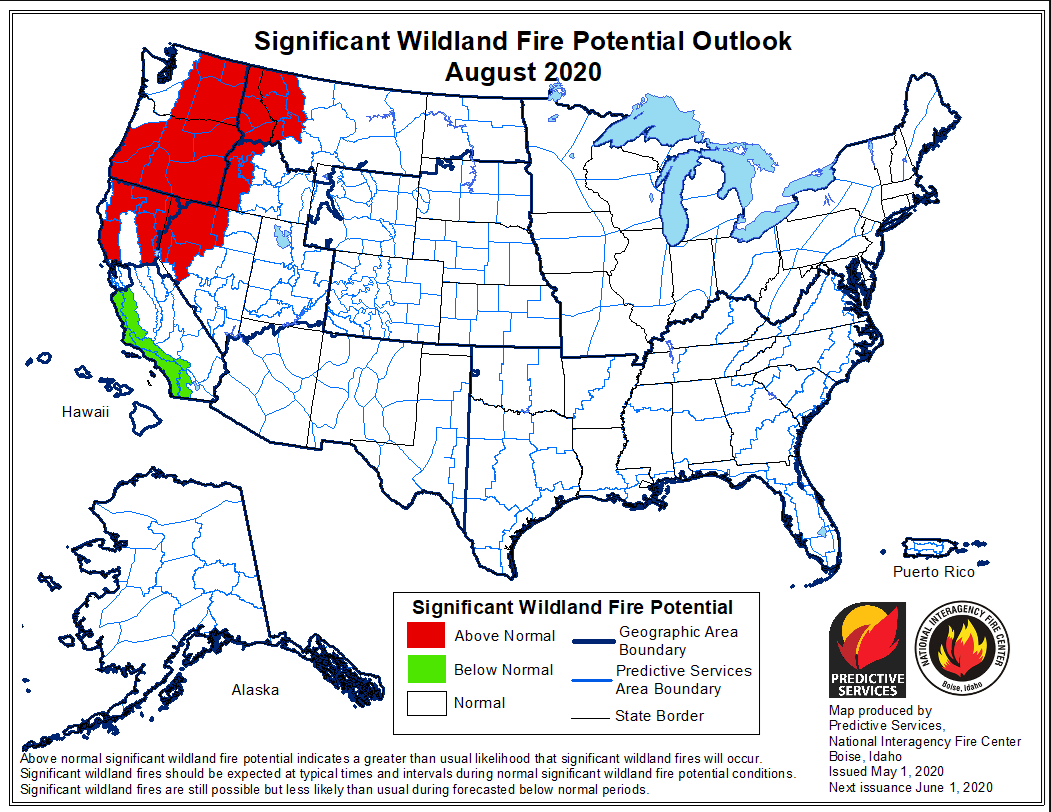 Significant Wildland Fire Potential Outlook
August 2020
Hawaii
Alaska
Puerto Rico
Significant Wildland Fire Potential
Above Normal
Below Normal
Normal
Geographic Area
Boundary
Predictive Services
Area Boundary
State Border
PREDICTIVE
SERVICES
NATIONAL INTERAGENCY FIRE CENTER
Boise, Idaho
Map produced by
Predictive Services,
National Interagency Fire Center
Boise, Idaho
Issued May 1, 2020
Next issuance June 1, 2020
Above normal significant wildland fire potential indicates a greater than usual likelihood that significant wildland fires will occur.
Significant wildland fires should be expected at typical times and intervals during normal significant wildland fire potential conditions.
Significant wildland fires are still possible but less likely than usual during forecasted below normal periods.